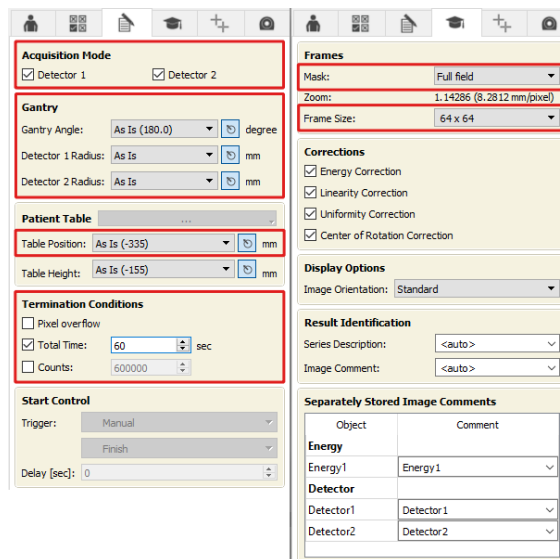 Acquisition Mode
Detector 1 Detector 2
Gantry
Gantry Angle: As Is (180.0) degree
Detector 1 Radius: As Is mm
Detector 2 Radius: As Is mm
Patient Table ...
Table Position: As Is (-335) mm
Table Height: As Is (-155) mm
Termination Conditions
Pixel overflow
Total Time: 60 sec
Counts: 600000
Start Control
Trigger: Manual
Finish
Delay [sec]: 0
Frames
Mask: Full field
Zoom: 1.14286 (8.2812 mm/pixel)
Frame Size: 64 x 64
Corrections
Energy Correction
Linearity Correction
Uniformity Correction
Center of Rotation Correction
Display Options
Image Orientation: Standard
Result Identification
Series Description: <auto>
Image Comment: <auto>
Separately Stored Image Comments
Object Comment
Energy
Energy1 Energy1
Detector
Detector1 Detector1
Detector2 Detector2